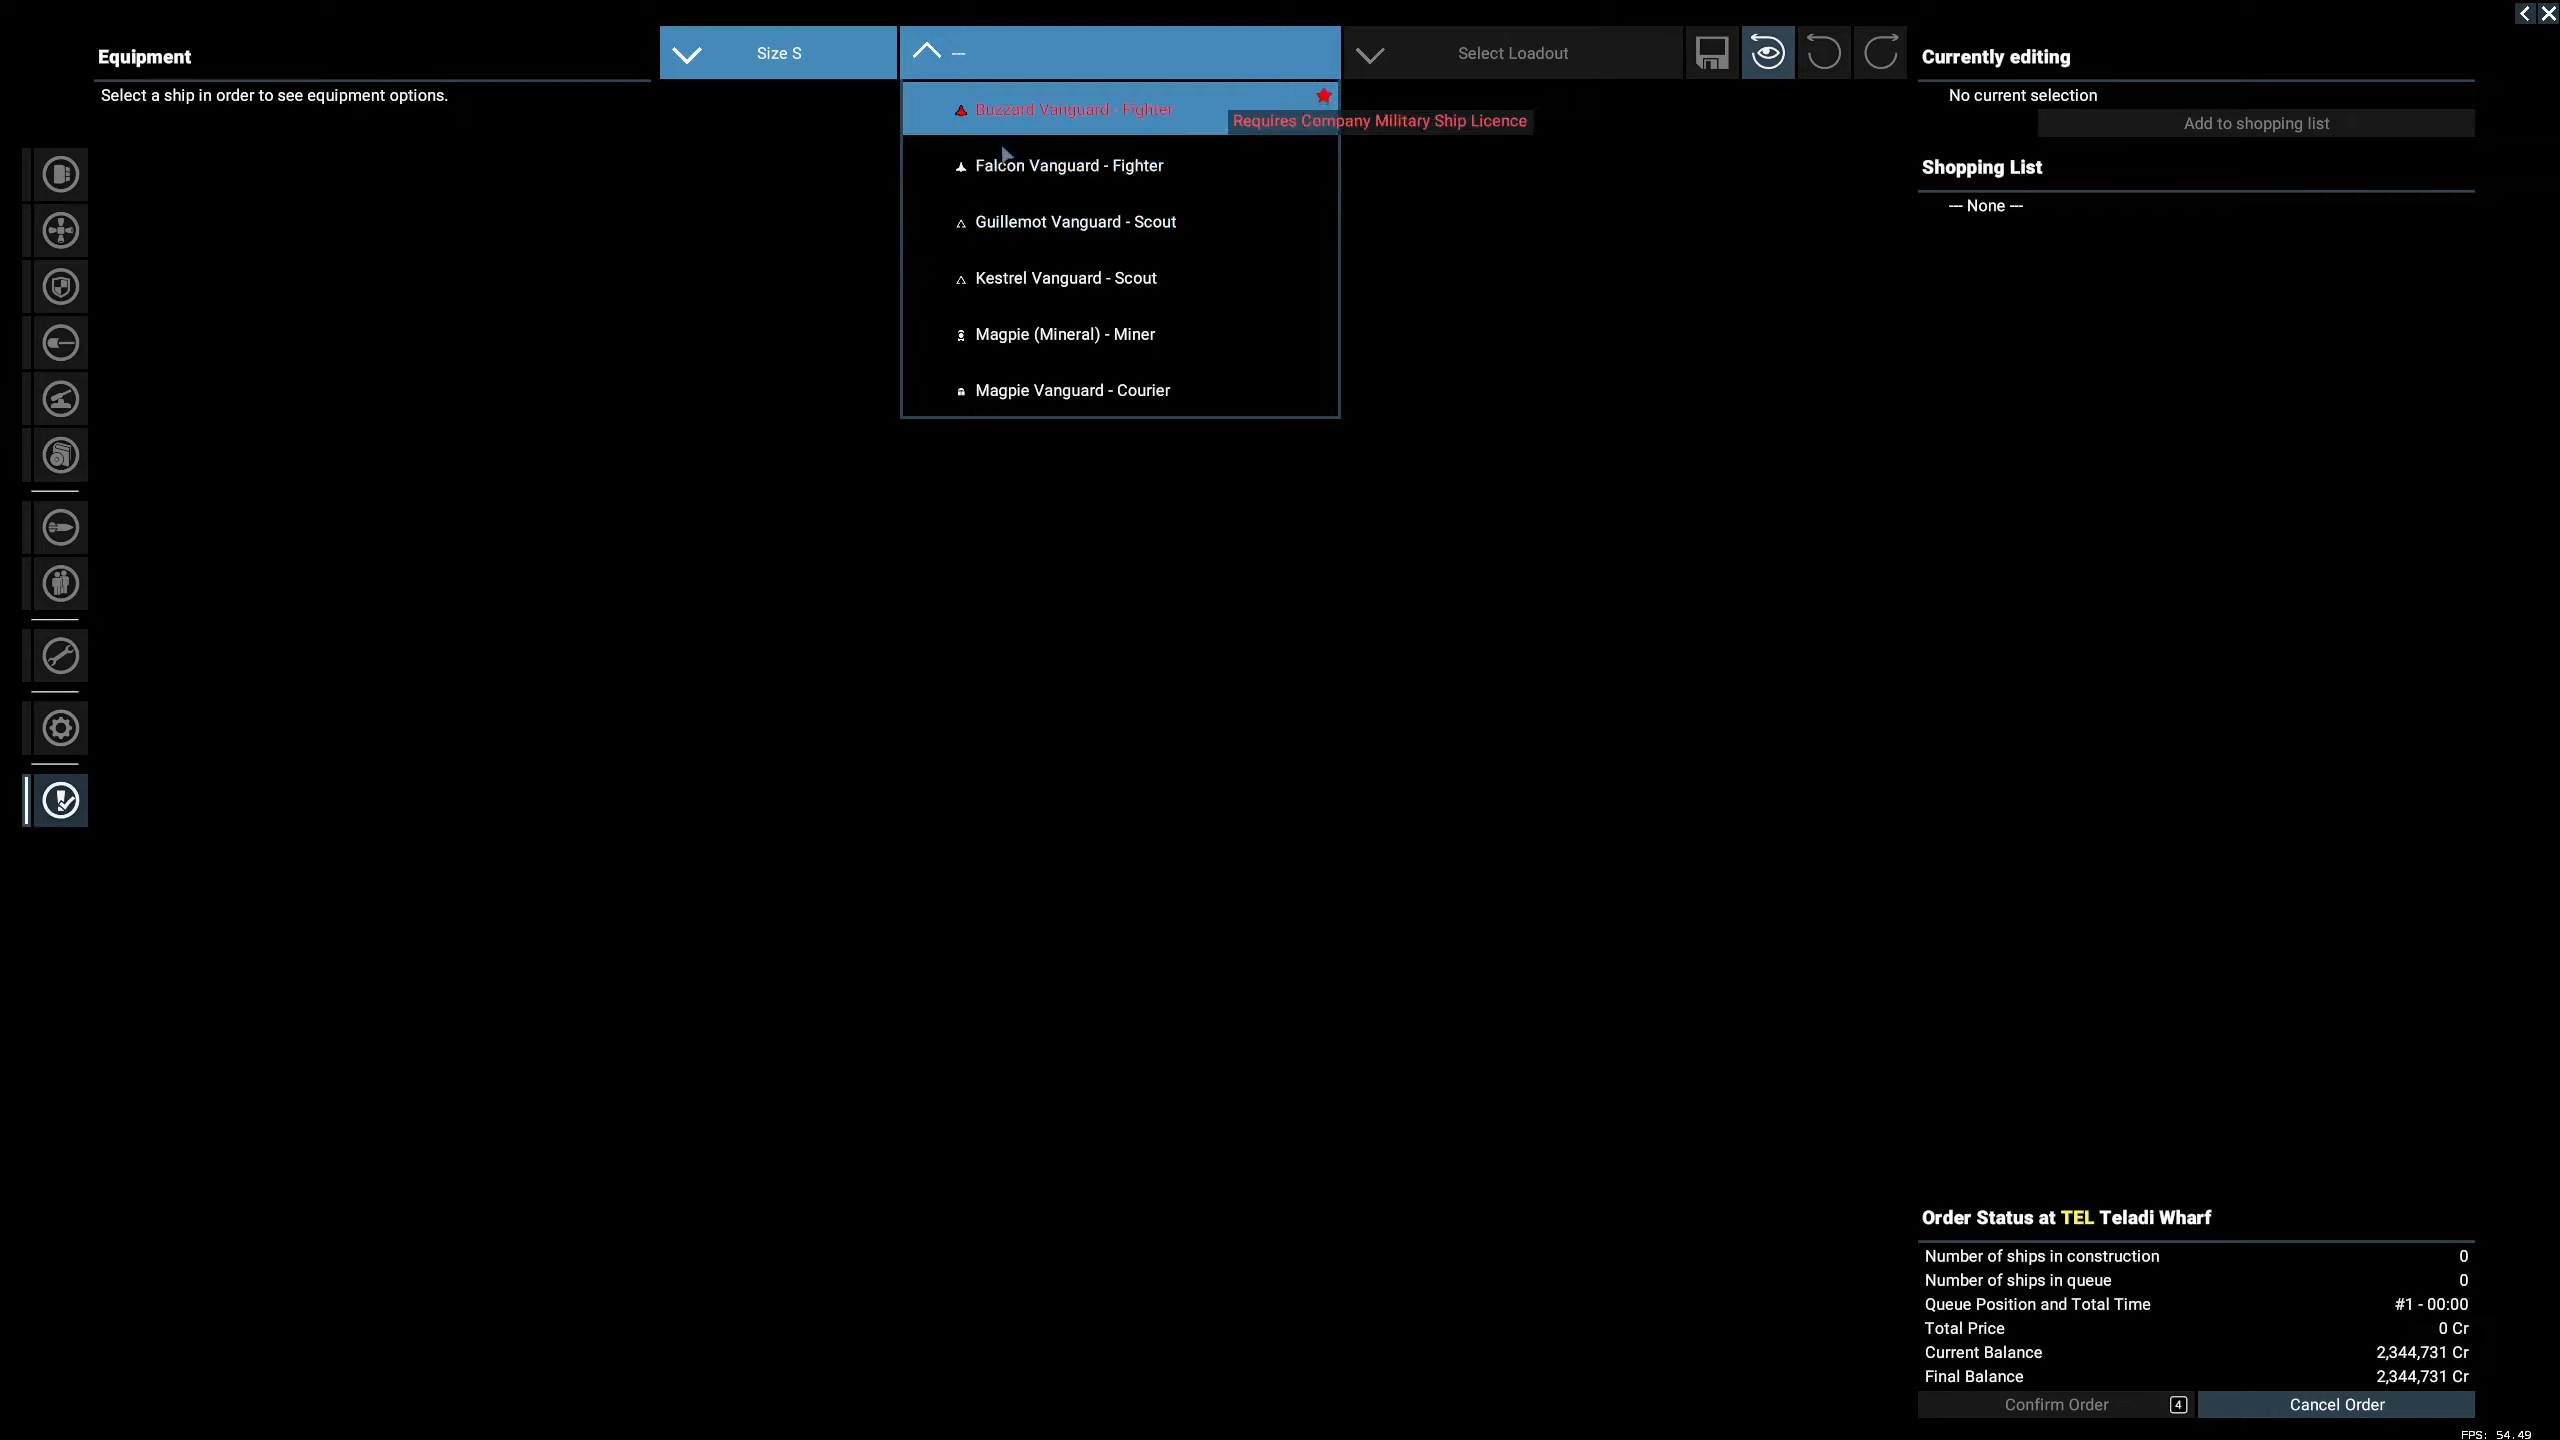 Equipment
Select a ship in order to see equipment options.
Size S
---
Select Loadout
Buzzard Vanguard - Fighter
Requires Company Military Ship Licence
Falcon Vanguard - Fighter
Guillemot Vanguard - Scout
Kestrel Vanguard - Scout
Magpie (Mineral) - Miner
Magpie Vanguard - Courier
Currently editing
No current selection
Add to shopping list
Shopping List
--- None ---
Order Status at TEL Teladi Wharf
Number of ships in construction 0
Number of ships in queue 0
Queue Position and Total Time #1 - 00:00
Total Price 0 Cr
Current Balance 2,344,731 Cr
Final Balance 2,344,731 Cr
Confirm Order 4 Cancel Order
FPS: 54.49